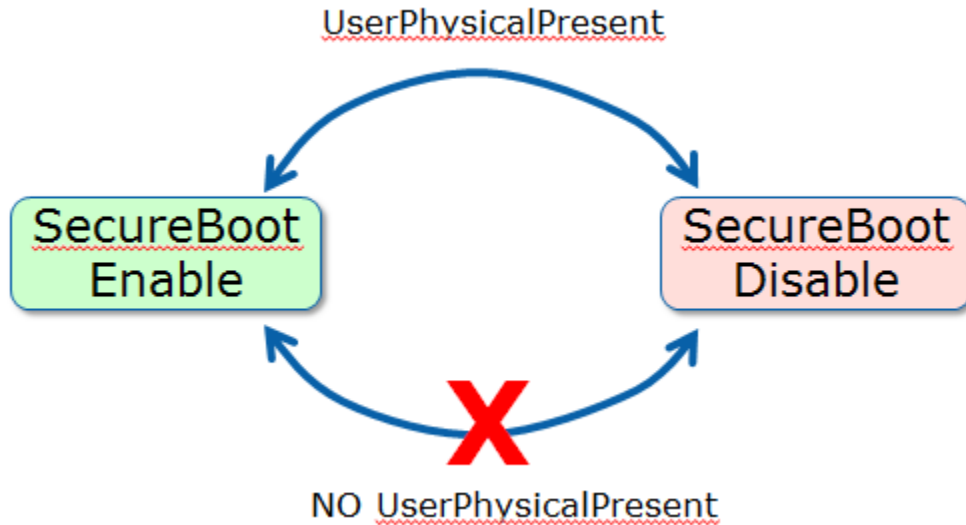 UserPhysicalPresent
SecureBoot
Enable
SecureBoot
Disable
X
NO UserPhysicalPresent